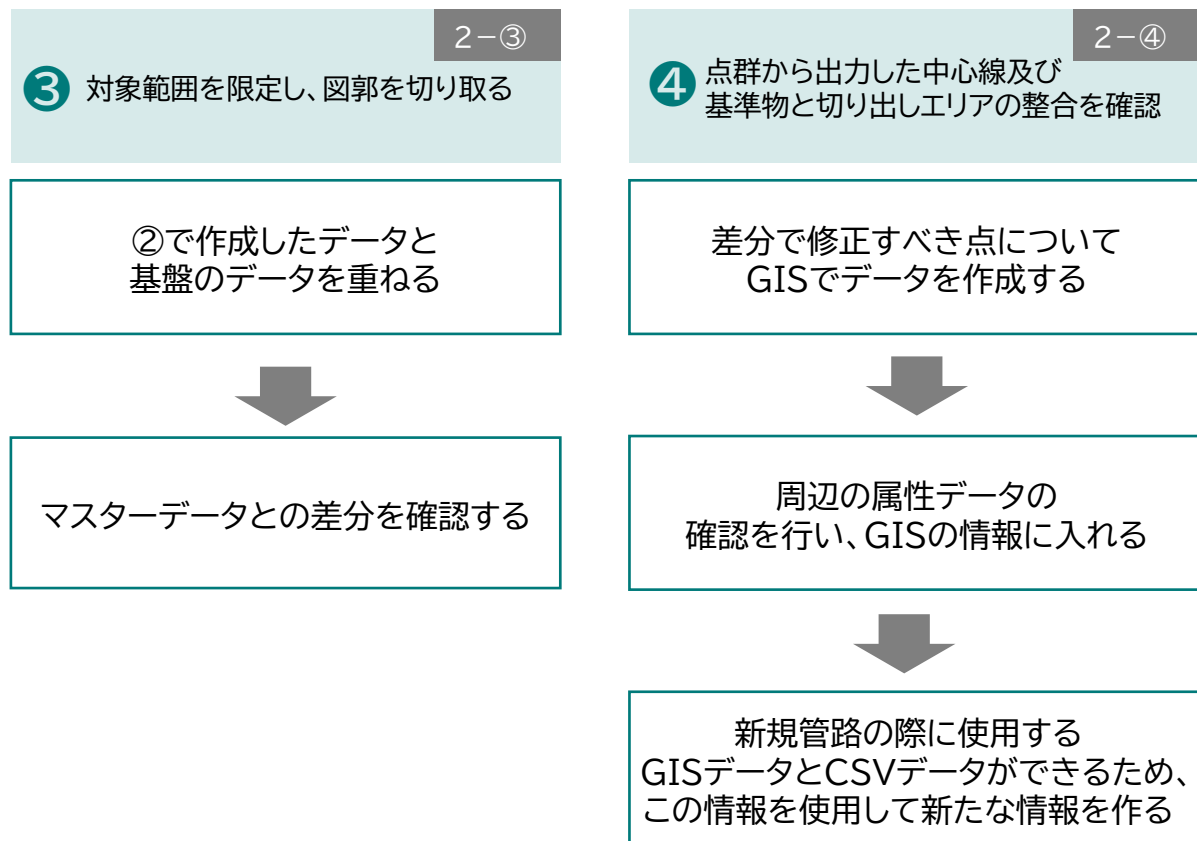 2-③
❸ 対象範囲を限定し、図郭を切り取る
②で作成したデータと
基盤のデータを重ねる
マスターデータとの差分を確認する
2-④
❹ 点群から出力した中心線及び
基準物と切り出しエリアの整合を確認
差分で修正すべき点について
GISでデータを作成する
周辺の属性データの
確認を行い、GISの情報に入れる
新規管路の際に使用する
GISデータとCSVデータができるため、
この情報を使用して新たな情報を作る